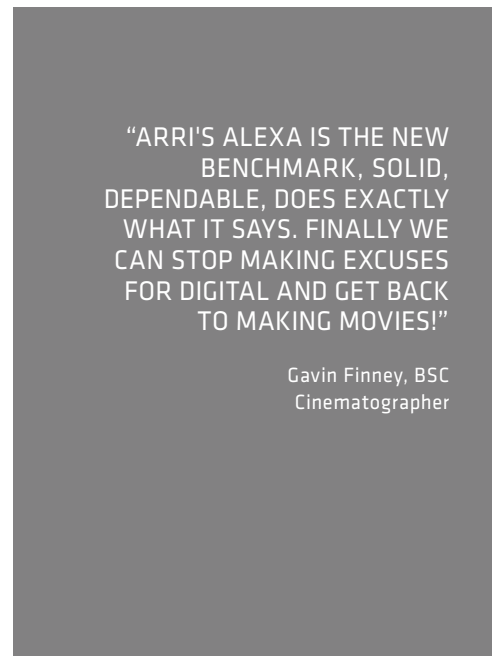 “ARRI'S ALEXA IS THE NEW
BENCHMARK, SOLID,
DEPENDABLE, DOES EXACTLY
WHAT IT SAYS. FINALLY WE
CAN STOP MAKING EXCUSES
FOR DIGITAL AND GET BACK
TO MAKING MOVIES!”
Gavin Finney, BSC
Cinematographer